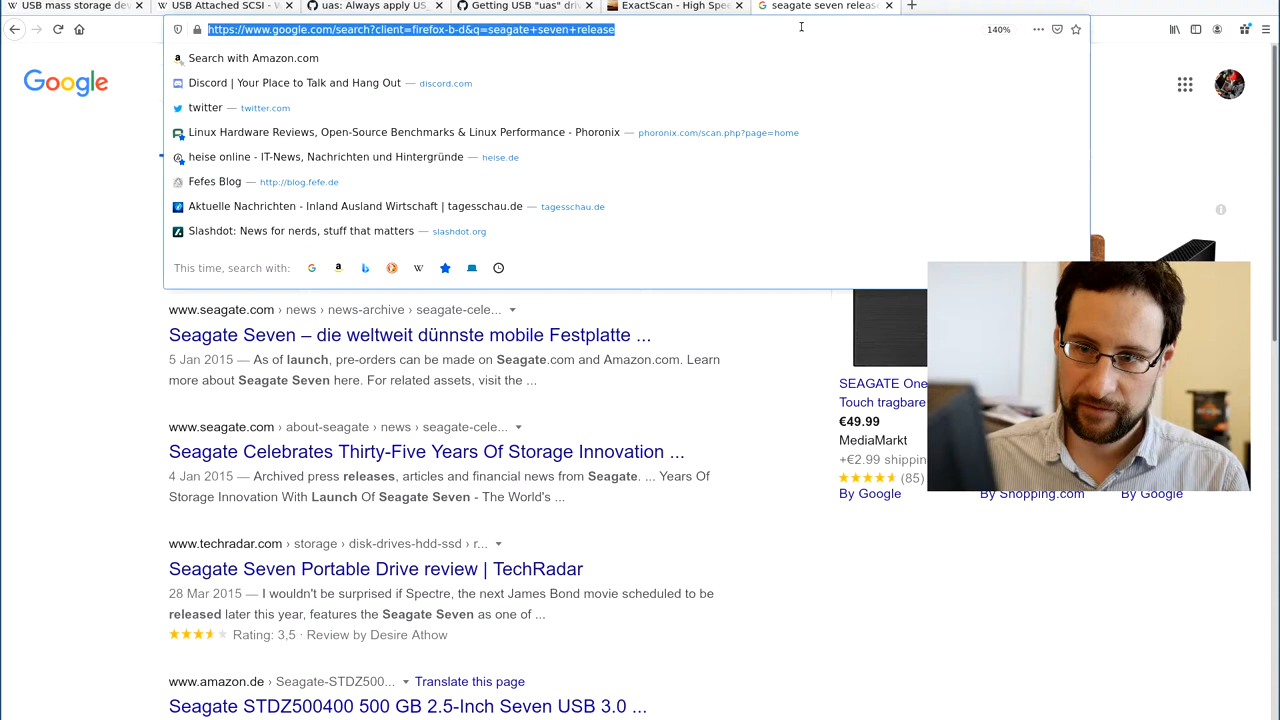 USB mass storage dev
USB Attached SCSI - W
uas: Always apply US_
Getting USB "uas" driv
ExactScan - High Spee
seagate seven release
https://www.google.com/search?client=firefox-b-d&q=seagate+seven+release
140%
Google
Search with Amazon.com
Discord | Your Place to Talk and Hang Out — discord.com
twitter — twitter.com
Linux Hardware Reviews, Open-Source Benchmarks & Linux Performance - Phoronix — phoronix.com/scan.php?page=home
heise online - IT-News, Nachrichten und Hintergründe — heise.de
Fefes Blog — http://blog.fefe.de
Aktuelle Nachrichten - Inland Ausland Wirtschaft | tagesschau.de — tagesschau.de
Slashdot: News for nerds, stuff that matters — slashdot.org
This time, search with:
www.seagate.com › news › news-archive › seagate-cele...
Seagate Seven – die weltweit dünnste mobile Festplatte ...
5 Jan 2015 — As of launch, pre-orders can be made on Seagate.com and Amazon.com. Learn
more about Seagate Seven here. For related assets, visit the ...
www.seagate.com › about-seagate › news › seagate-cele...
Seagate Celebrates Thirty-Five Years Of Storage Innovation ...
4 Jan 2015 — Archived press releases, articles and financial news from Seagate. ... Years Of
Storage Innovation With Launch Of Seagate Seven - The World's ...
www.techradar.com › storage › disk-drives-hdd-ssd › r...
Seagate Seven Portable Drive review | TechRadar
28 Mar 2015 — I wouldn't be surprised if Spectre, the next James Bond movie scheduled to be
released later this year, features the Seagate Seven as one of ...
Rating: 3,5 · Review by Desire Athow
www.amazon.de › Seagate-STDZ500... Translate this page
Seagate STDZ500400 500 GB 2.5-Inch Seven USB 3.0 ...
SEAGATE One
Touch tragbare
€49.99
MediaMarkt
+€2.99 shippin
(85)
By Google
By Shopping.com
By Google